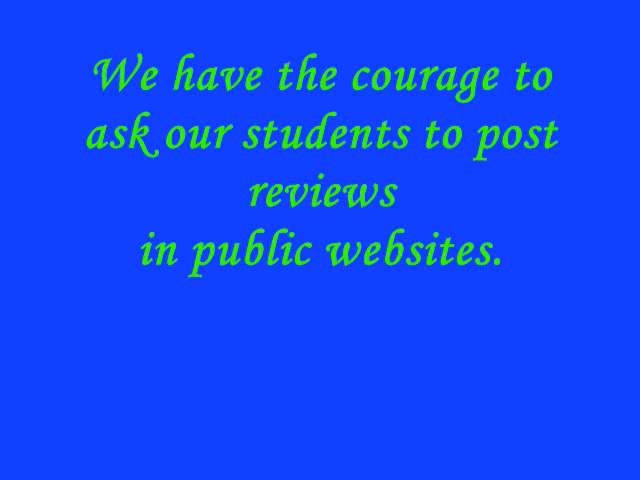 We have the courage to
ask our students to post
reviews
in public websites.